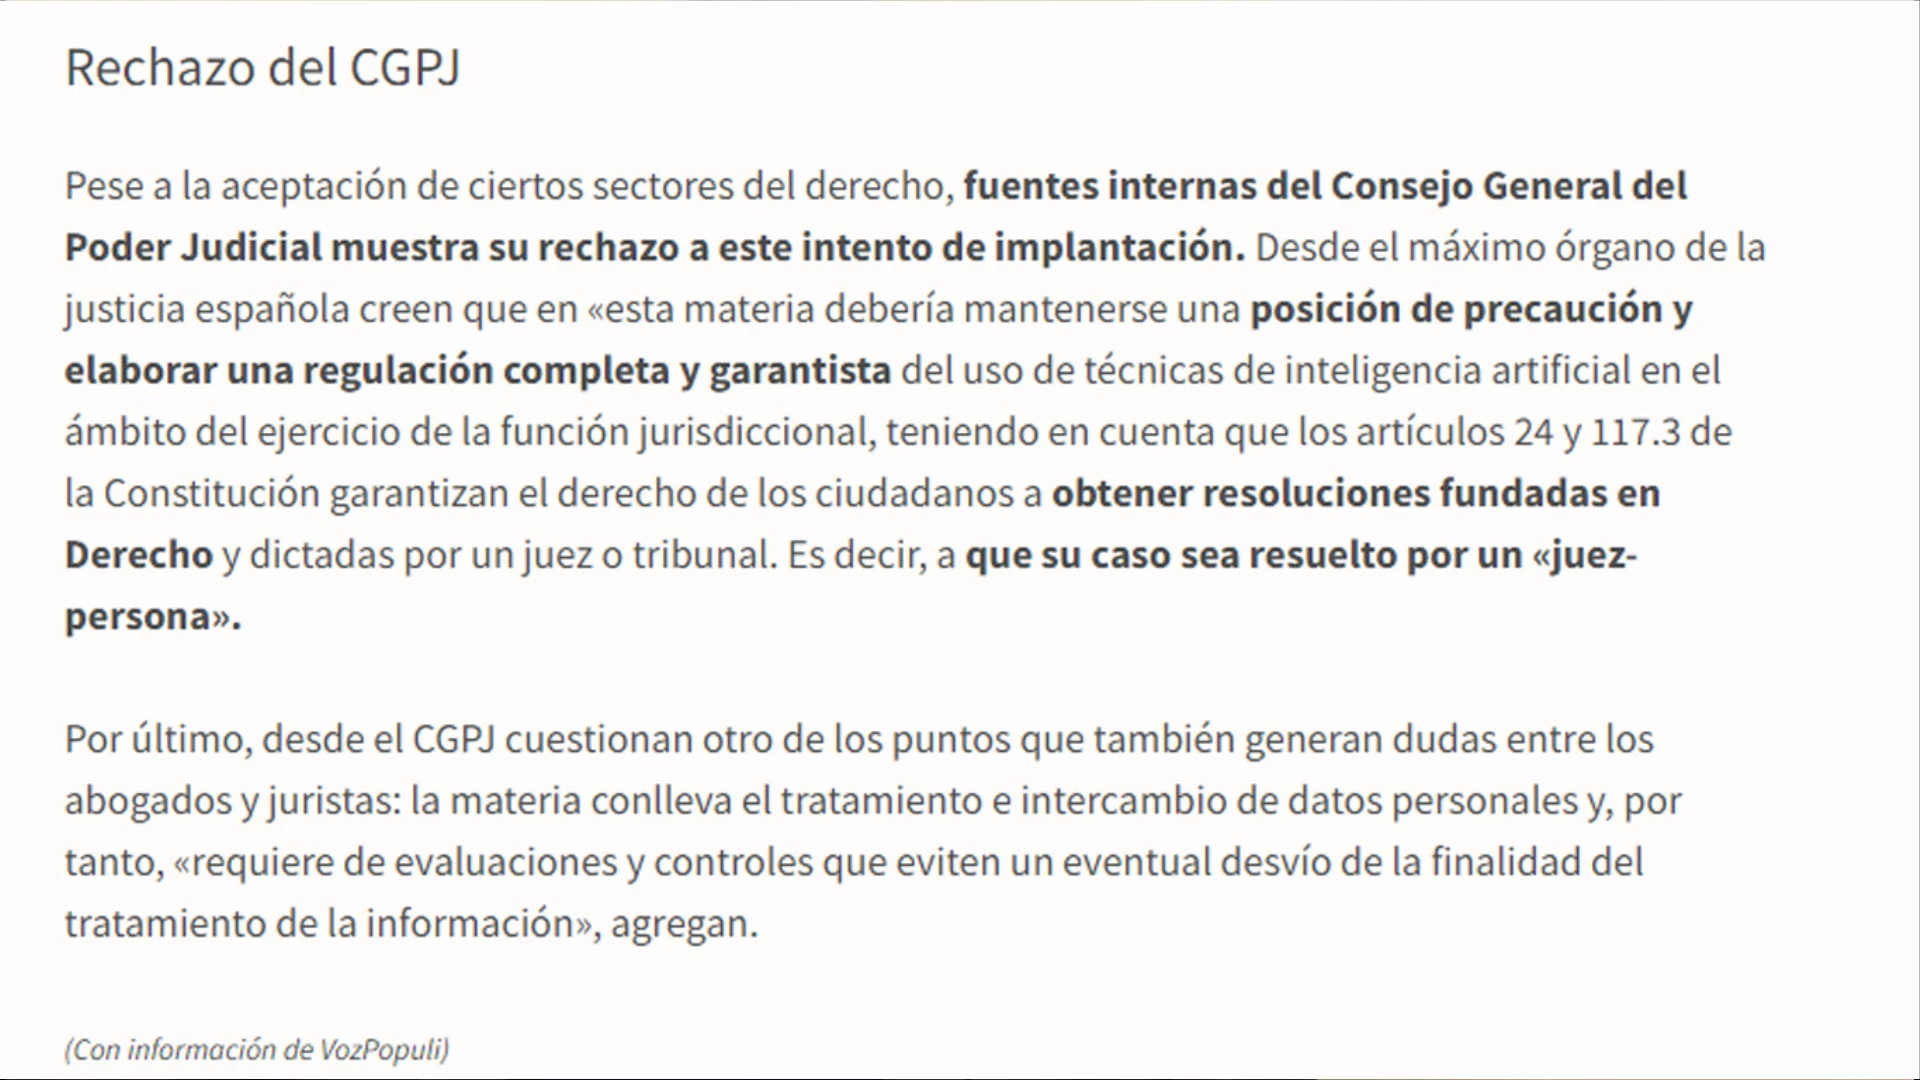 Rechazo del CGPJ
Pese a la aceptación de ciertos sectores del derecho, fuentes internas del Consejo General del
Poder Judicial muestra su rechazo a este intento de implantación. Desde el máximo órgano de la
justicia española creen que en «esta materia debería mantenerse una posición de precaución y
elaborar una regulación completa y garantista del uso de técnicas de inteligencia artificial en el
ámbito del ejercicio de la función jurisdiccional, teniendo en cuenta que los artículos 24 y 117.3 de
la Constitución garantizan el derecho de los ciudadanos a obtener resoluciones fundadas en
Derecho y dictadas por un juez o tribunal. Es decir, a que su caso sea resuelto por un «juez-
persona».
Por último, desde el CGPJ cuestionan otro de los puntos que también generan dudas entre los
abogados y juristas: la materia conlleva el tratamiento e intercambio de datos personales y, por
tanto, «requiere de evaluaciones y controles que eviten un eventual desvío de la finalidad del
tratamiento de la información», agregan.
(Con información de VozPopuli)